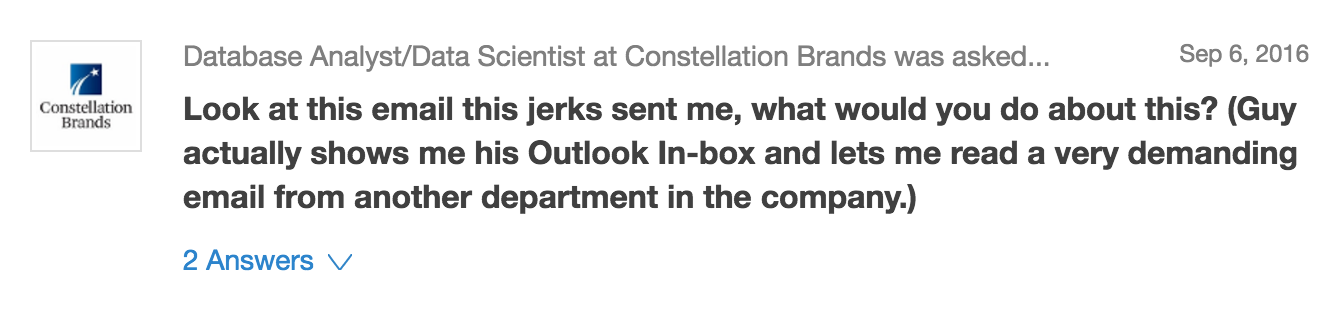 Constellation
Brands
Database Analyst/Data Scientist at Constellation Brands was asked...
Sep 6, 2016
Look at this email this jerks sent me, what would you do about this? (Guy
actually shows me his Outlook In-box and lets me read a very demanding
email from another department in the company.)
2 Answers